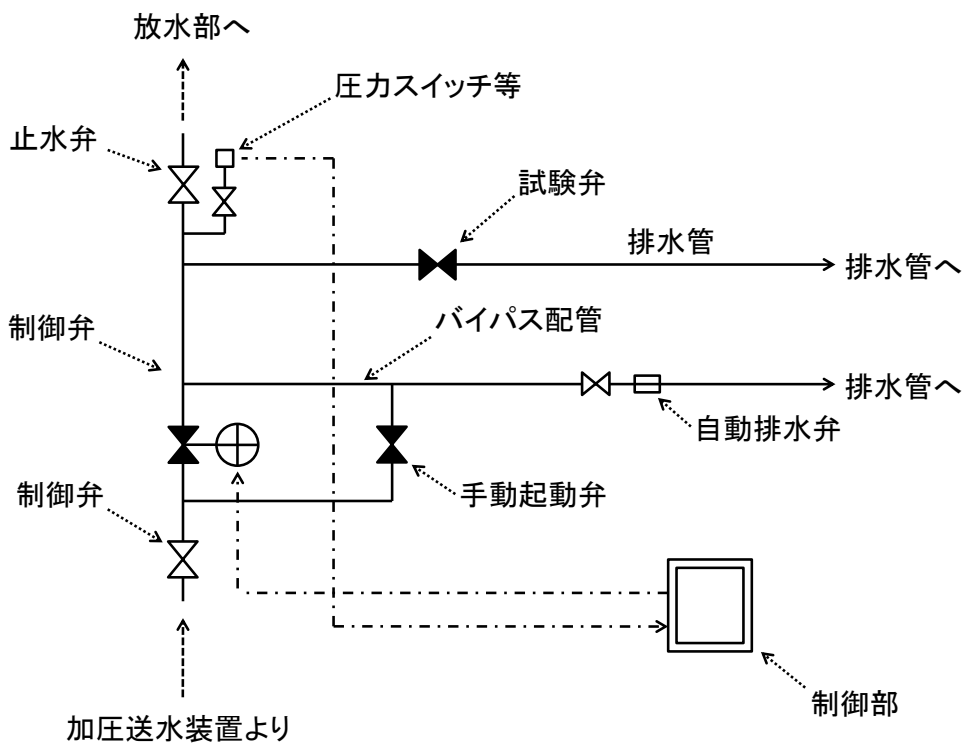 放水部へ
圧力スイッチ等
止水弁
試験弁
排水管
排水管へ
制御弁
バイパス配管
排水管へ
自動排水弁
制御弁
手動起動弁
制御部
加圧送水装置より